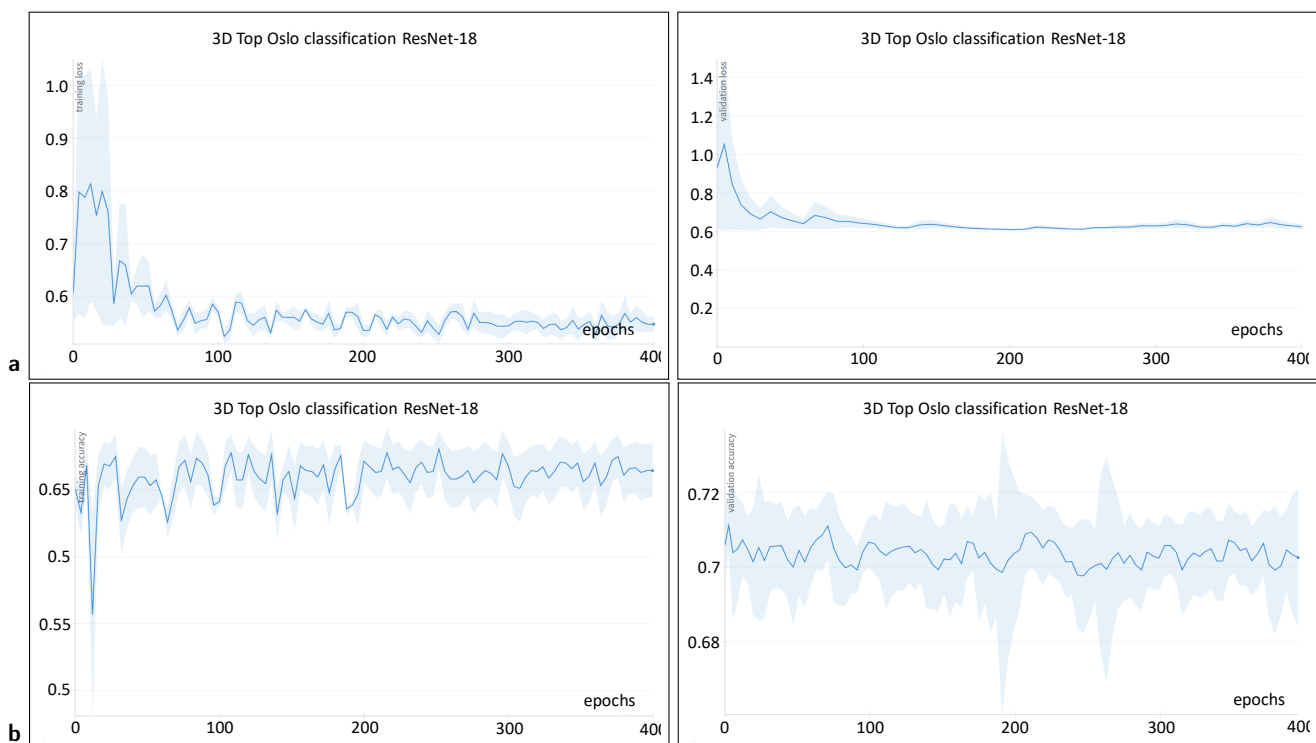 3D Top Oslo classification ResNet-18
training loss
1.0
0.9
0.8
0.7
0.6
epochs
0
100
200
300
400
a
3D Top Oslo classification ResNet-18
validation loss
1.4
1.2
1.0
0.8
0.6
0.4
0.2
epochs
0
100
200
300
400
3D Top Oslo classification ResNet-18
training accuracy
0.65
0.5
0.55
0.5
epochs
0
100
200
300
400
b
3D Top Oslo classification ResNet-18
validation accuracy
0.72
0.7
0.68
epochs
0
100
200
300
400